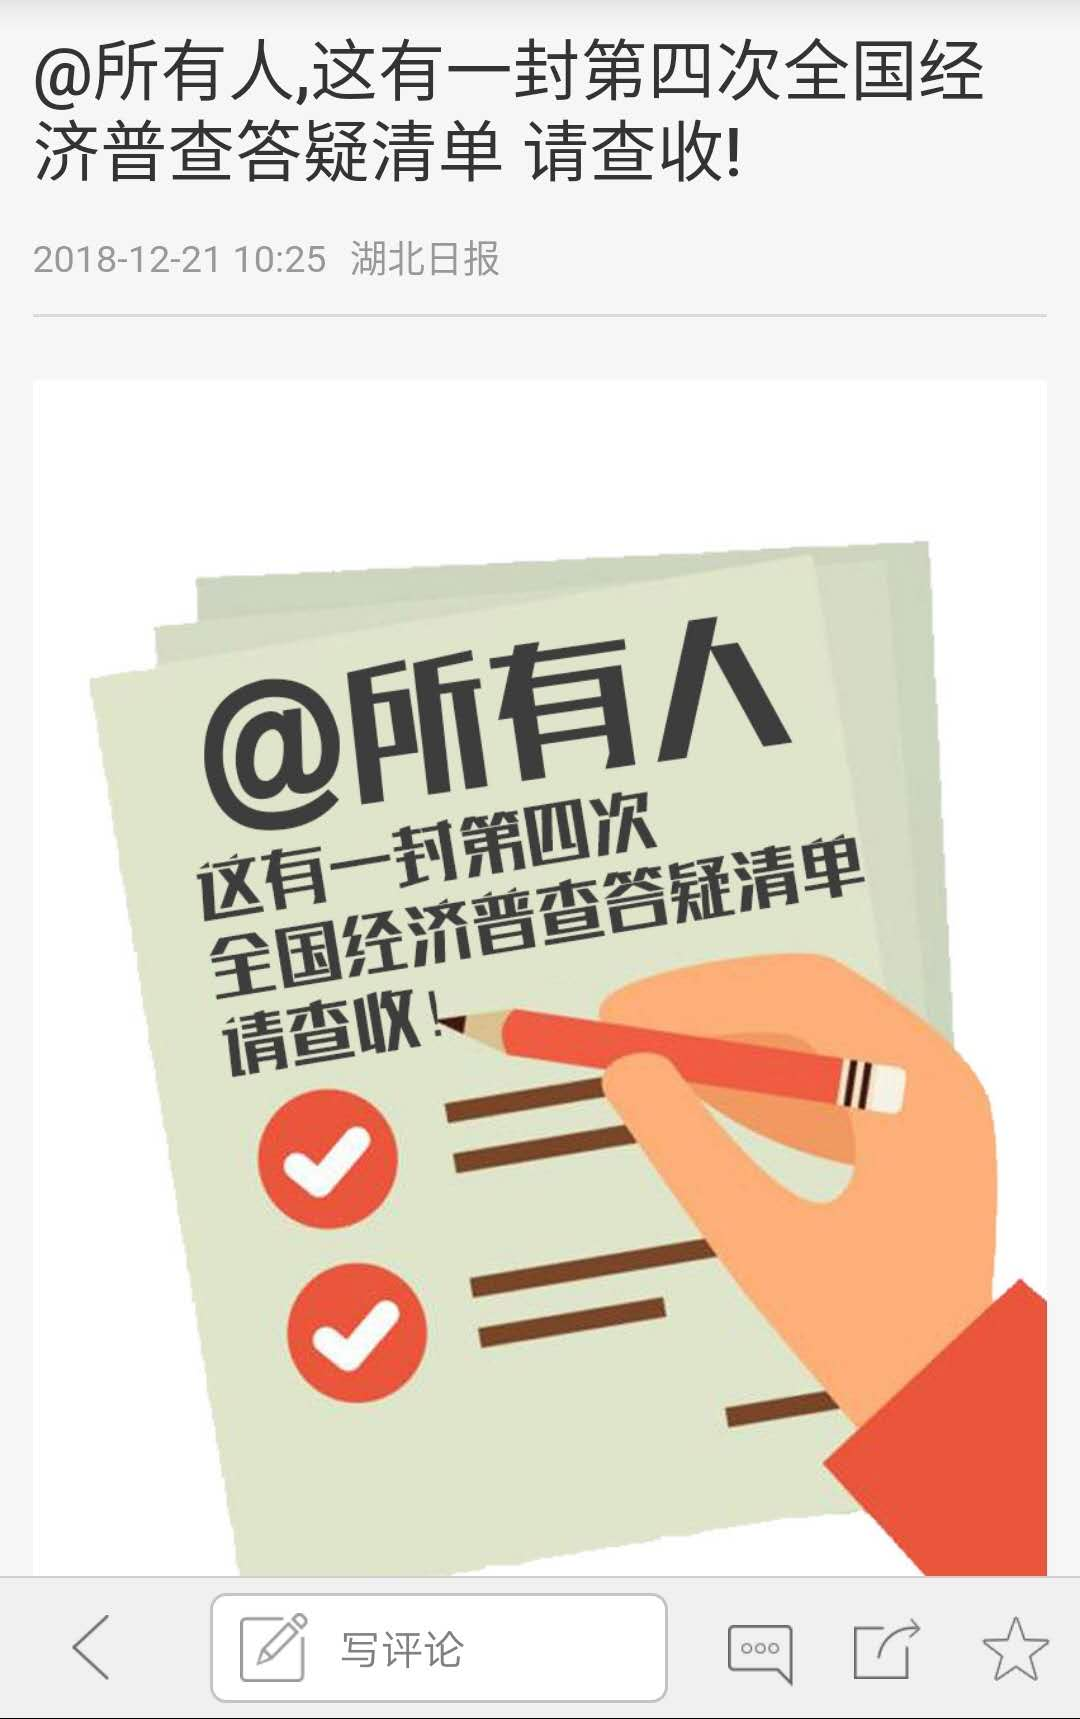 @所有人,这有一封第四次全国经
济普查答疑清单 请查收!
2018-12-21 10:25 湖北日报
@所有人
这有一封第四次
全国经济普查答疑清单
请查收!
写评论